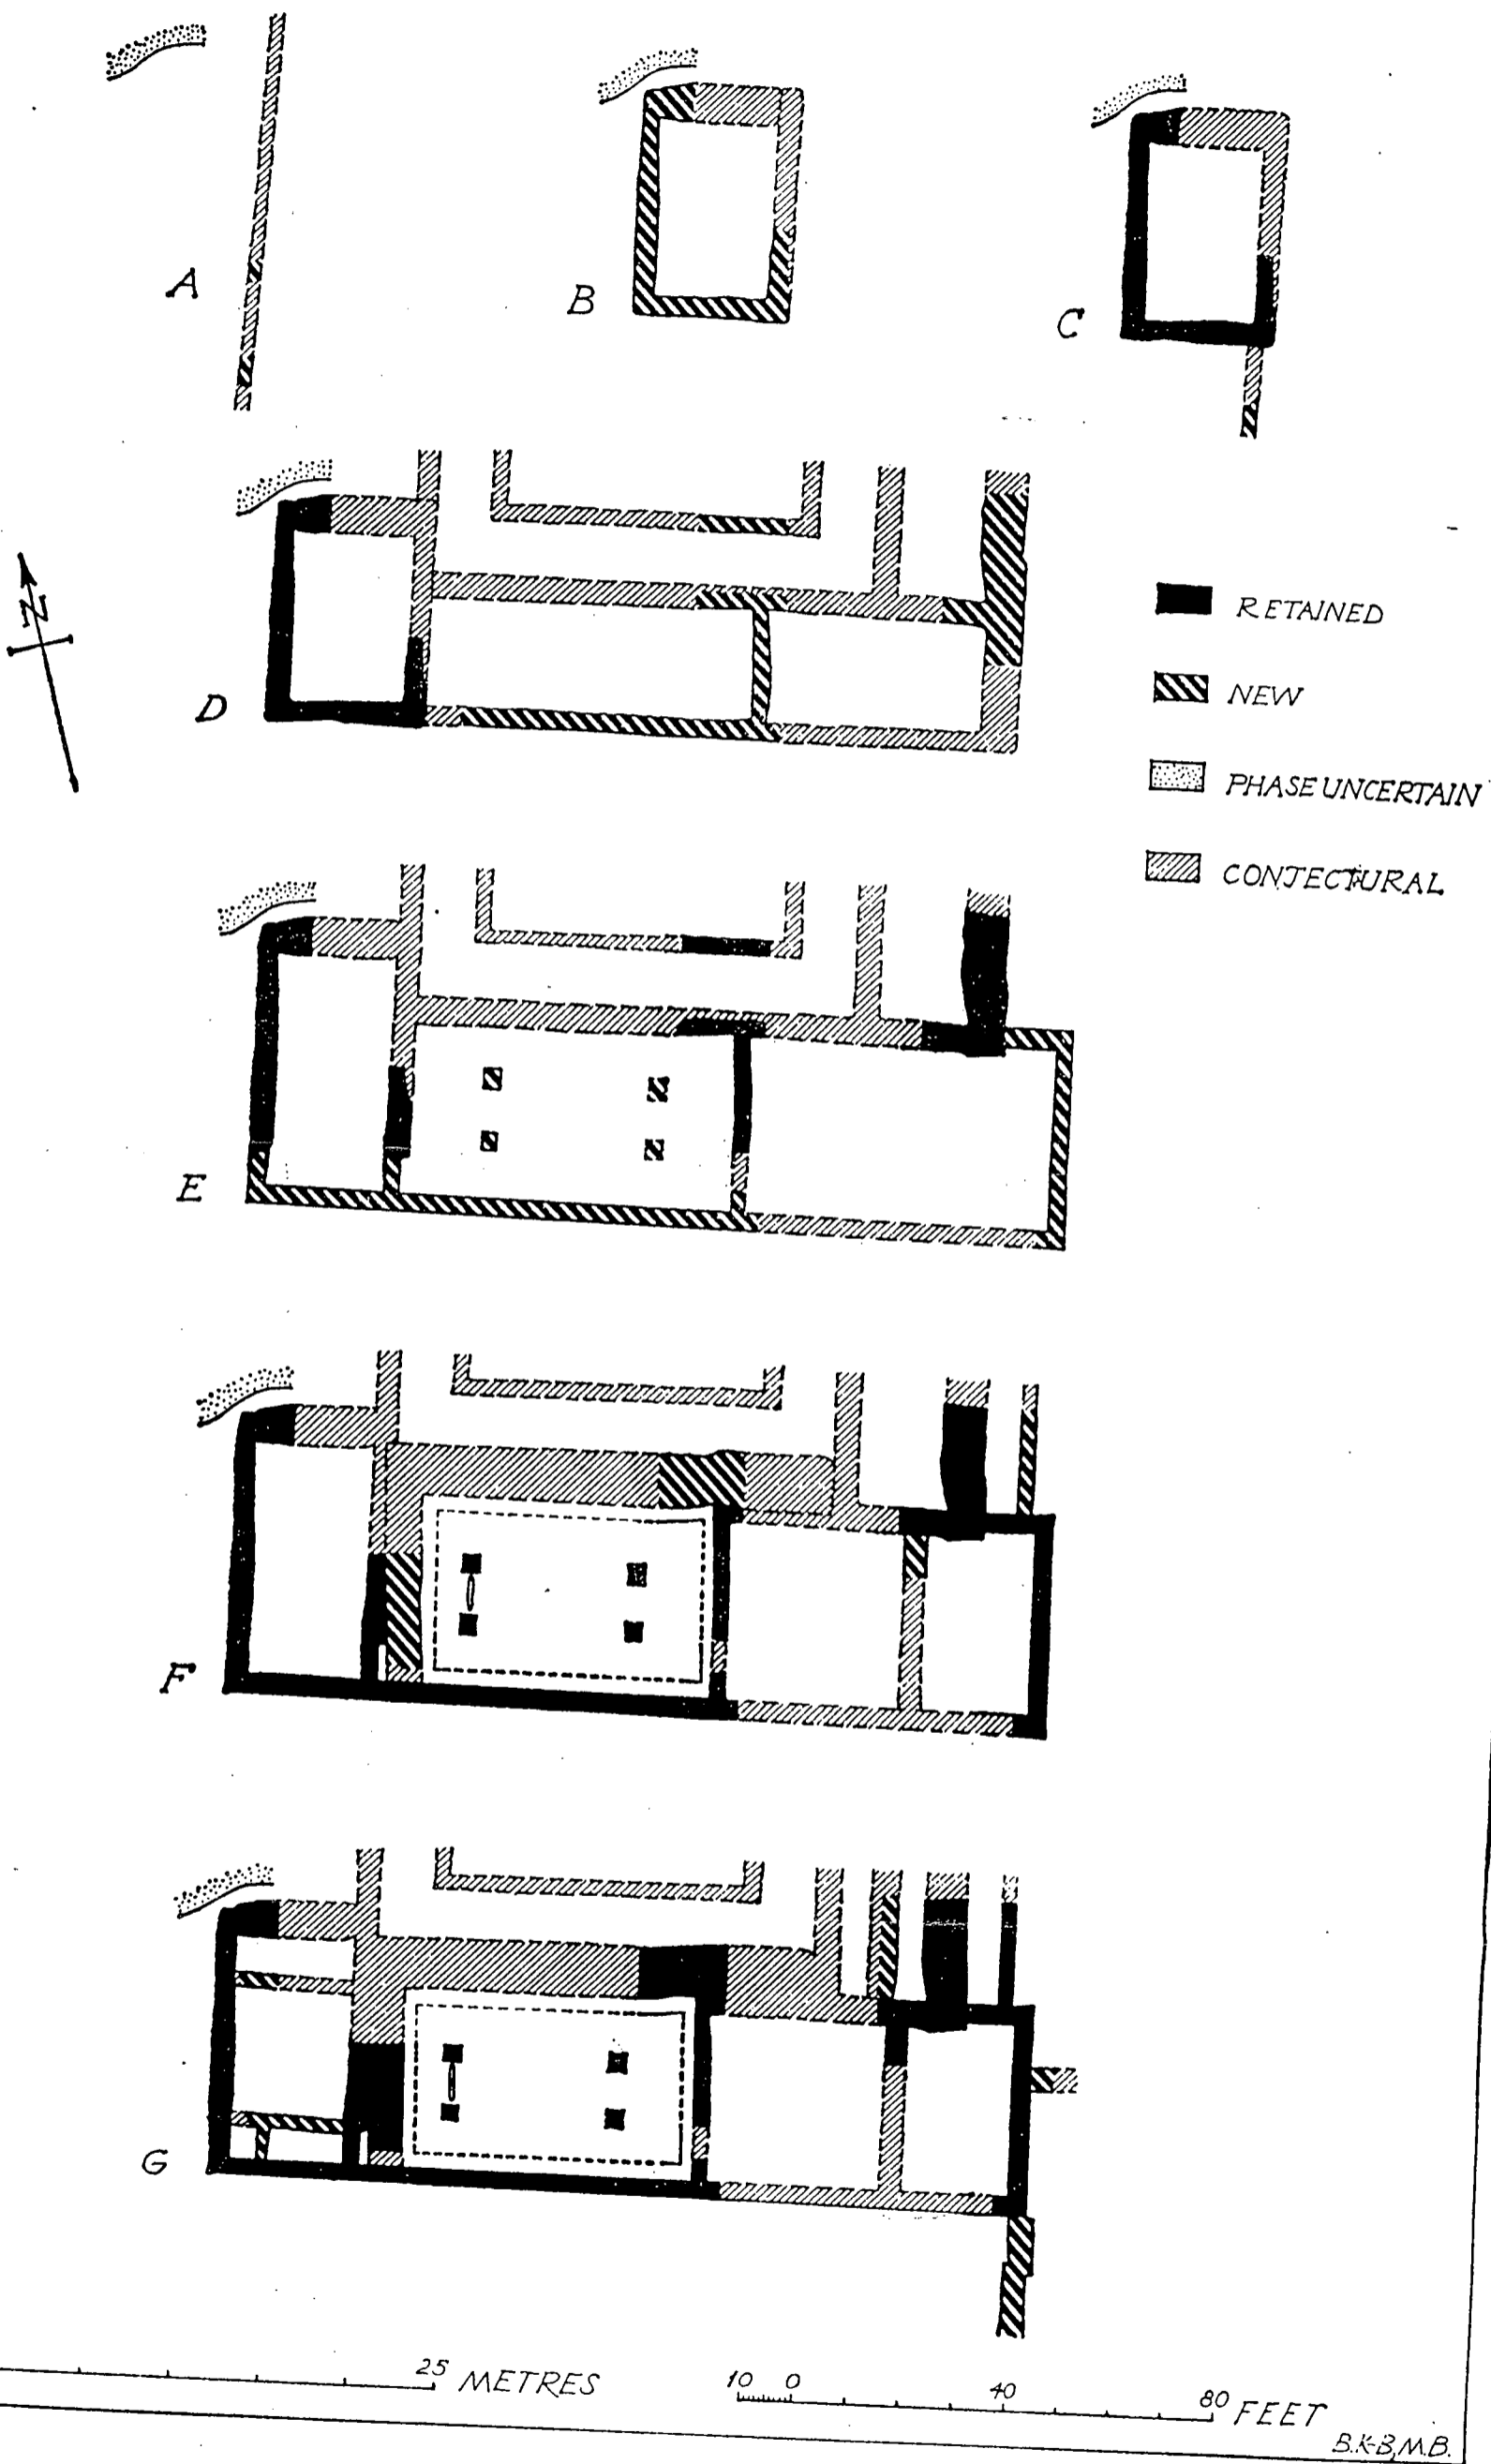 A
B
C
D
N
RETAINED
NEW
PHASE UNCERTAIN
CONJECTURAL
E
F
G
25 METRES
10 0 40 80 FEET
B.K-B, M.B.